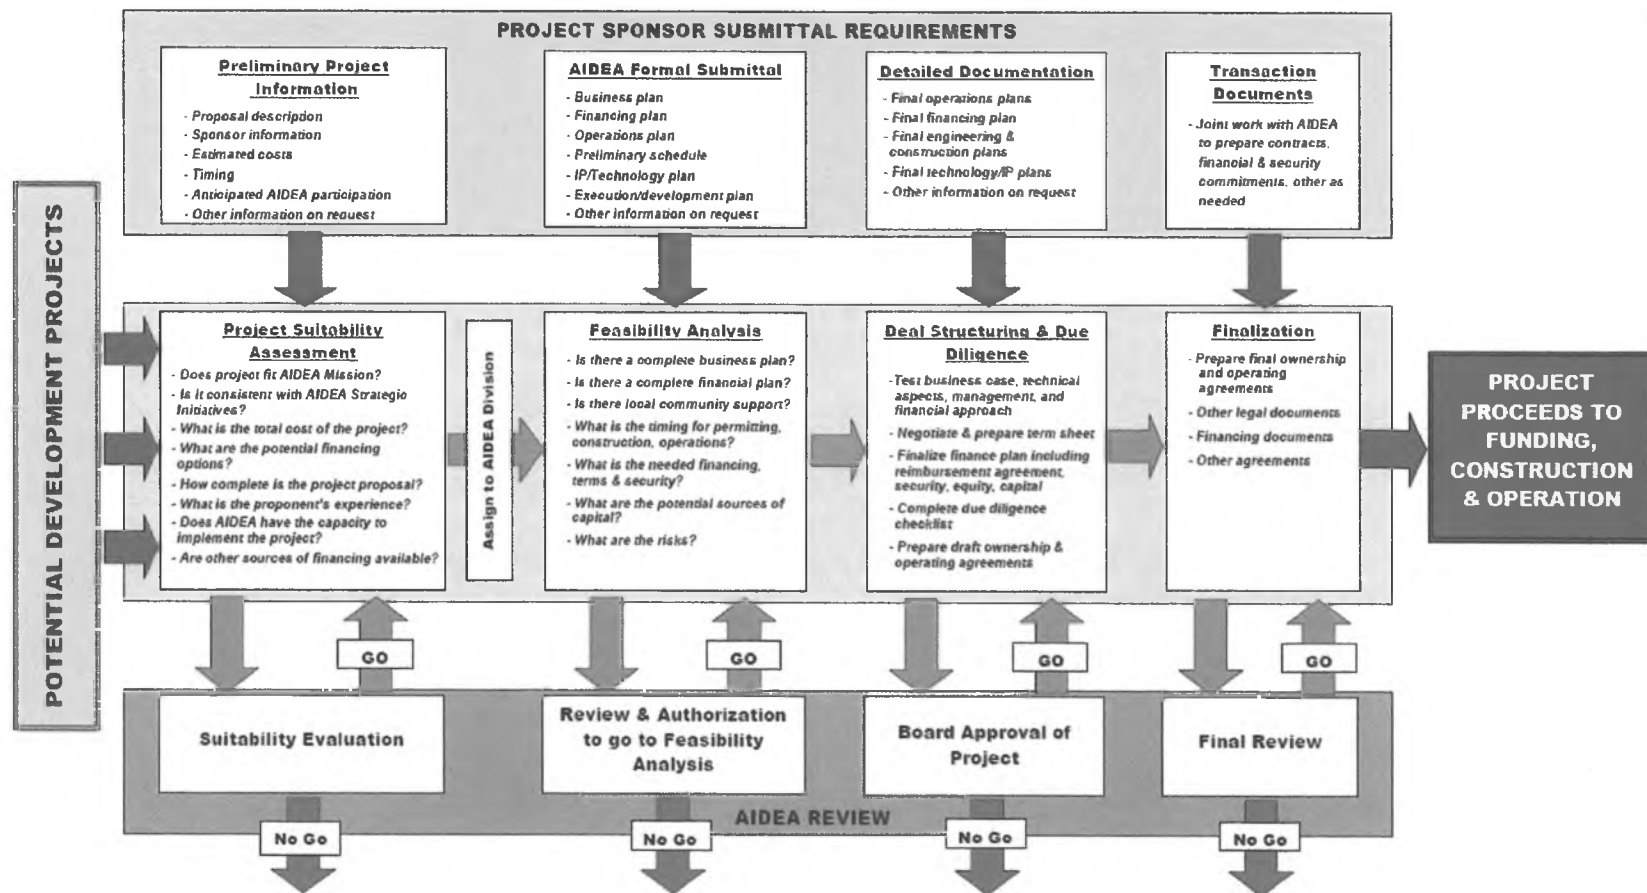 PROJECT SPONSOR SUBMITTAL REQUIREMENTS
Preliminary Project
Information
- Proposal description
- Sponsor information
- Estimated costs
- Timing
- Anticipated AIDEA participation
- Other information on request
AIDEA Formal Submittal
- Business plan
- Financing plan
- Operations plan
- Preliminary schedule
- IP/Technology plan
- Execution/development plan
- Other information on request
Detailed Documentation
- Final operations plans
- Final financing plan
- Final engineering &
construction plans
- Final technology/IP plans
- Other information on request
Transaction
Documents
- Joint work with AIDEA
to prepare contracts,
financial & security
commitments, other as
needed
POTENTIAL DEVELOPMENT PROJECTS
Project Suitability
Assessment
- Does project fit AIDEA Mission?
- Is it consistent with AIDEA Strategic
Initiatives?
- What is the total cost of the project?
- What are the potential financing
options?
- How complete is the project proposal?
- What is the proponent's experience?
- Does AIDEA have the capacity to
implement the project?
- Are other sources of financing available?
Assign to AIDEA Division
Feasibility Analysis
- Is there a complete business plan?
- Is there a complete financial plan?
- Is there local community support?
- What is the timing for permitting,
construction, operations?
- What is the needed financing,
terms & security?
- What are the potential sources of
capital?
- What are the risks?
Deal Structuring & Due
Diligence
-Test business case, technical
aspects, management, and
financial approach
- Negotiate & prepare term sheet
- Finalize finance plan including
reimbursement agreement,
security, equity, capital
- Complete due diligence
checklist
- Prepare draft ownership &
operating agreements
Finalization
- Prepare final ownership
and operating
agreements
- Other legal documents
- Financing documents
- Other agreements
PROJECT
PROCEEDS TO
FUNDING,
CONSTRUCTION
& OPERATION
GO
GO
GO
GO
Suitability Evaluation
Review & Authorization
to go to Feasibility
Analysis
Board Approval of
Project
Final Review
AIDEA REVIEW
No Go
No Go
No Go
No Go